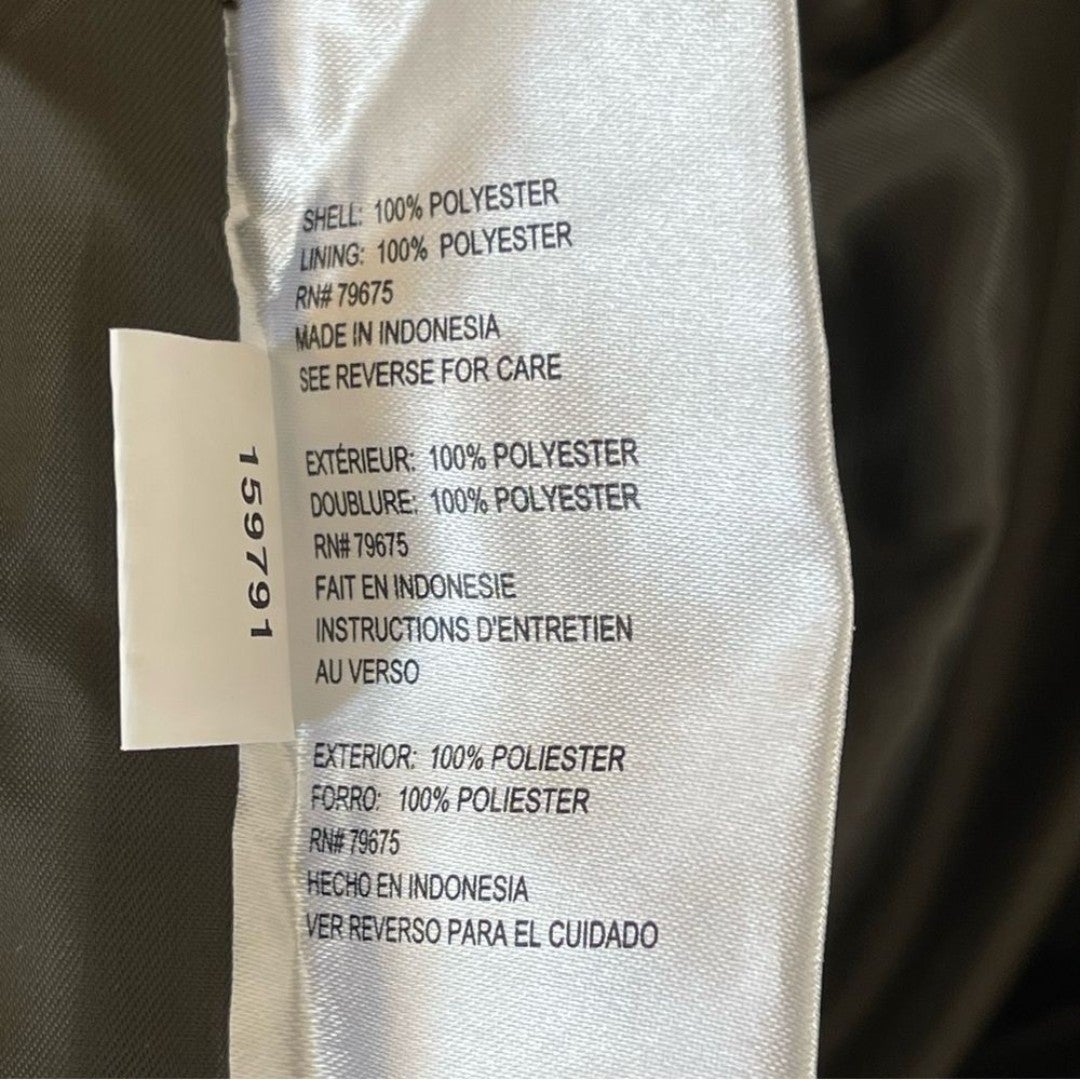 SHELL: 100% POLYESTER
LINING: 100% POLYESTER
RN# 79675
MADE IN INDONESIA
SEE REVERSE FOR CARE
EXTÉRIEUR: 100% POLYESTER
DOUBLURE: 100% POLYESTER
RN# 79675
FAIT EN INDONESIE
INSTRUCTIONS D'ENTRETIEN
AU VERSO
EXTERIOR: 100% POLIESTER
FORRO: 100% POLIESTER
RN# 79675
HECHO EN INDONESIA
VER REVERSO PARA EL CUIDADO
159791